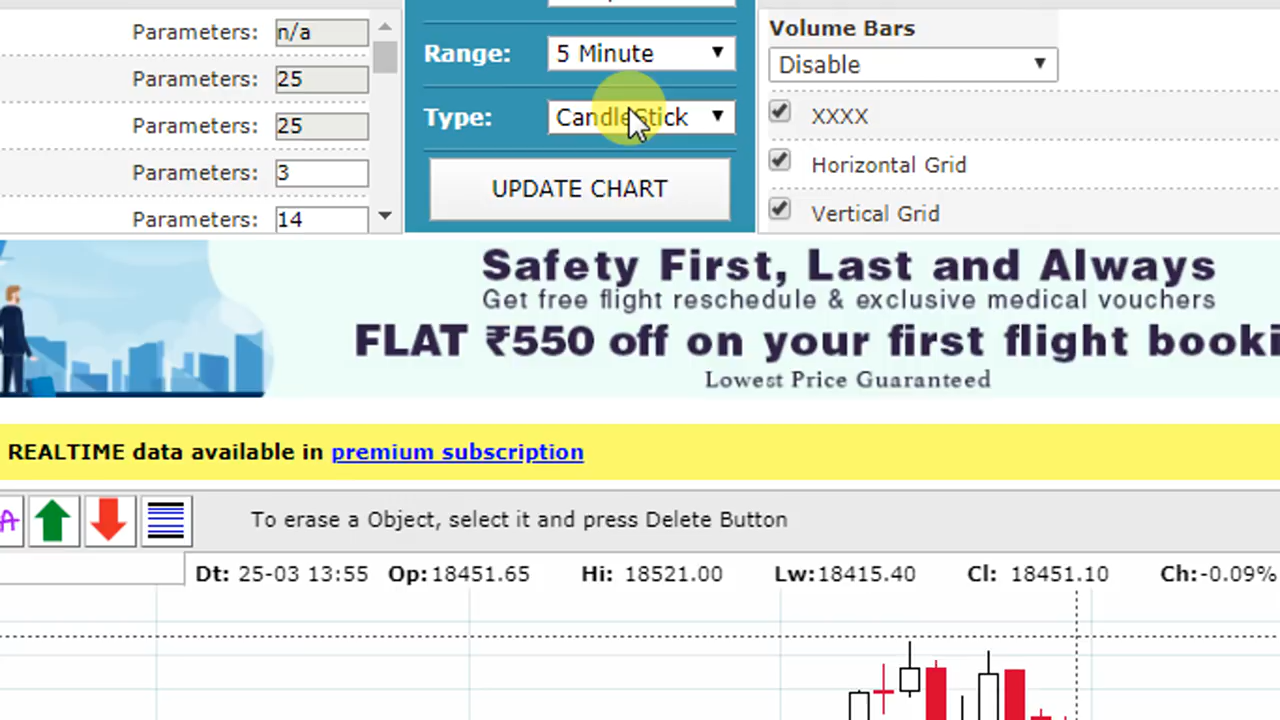 Parameters: n/a
Parameters: 25
Parameters: 25
Parameters: 3
Parameters: 14
Range: 5 Minute
Type: CandleStick
UPDATE CHART
Volume Bars
Disable
XXXX
Horizontal Grid
Vertical Grid
Safety First, Last and Always
Get free flight reschedule & exclusive medical vouchers
FLAT ₹550 off on your first flight booki
Lowest Price Guaranteed
REALTIME data available in premium subscription
A To erase a Object, select it and press Delete Button
Dt: 25-03 13:55 Op:18451.65 Hi: 18521.00 Lw:18415.40 Cl: 18451.10 Ch:-0.09%